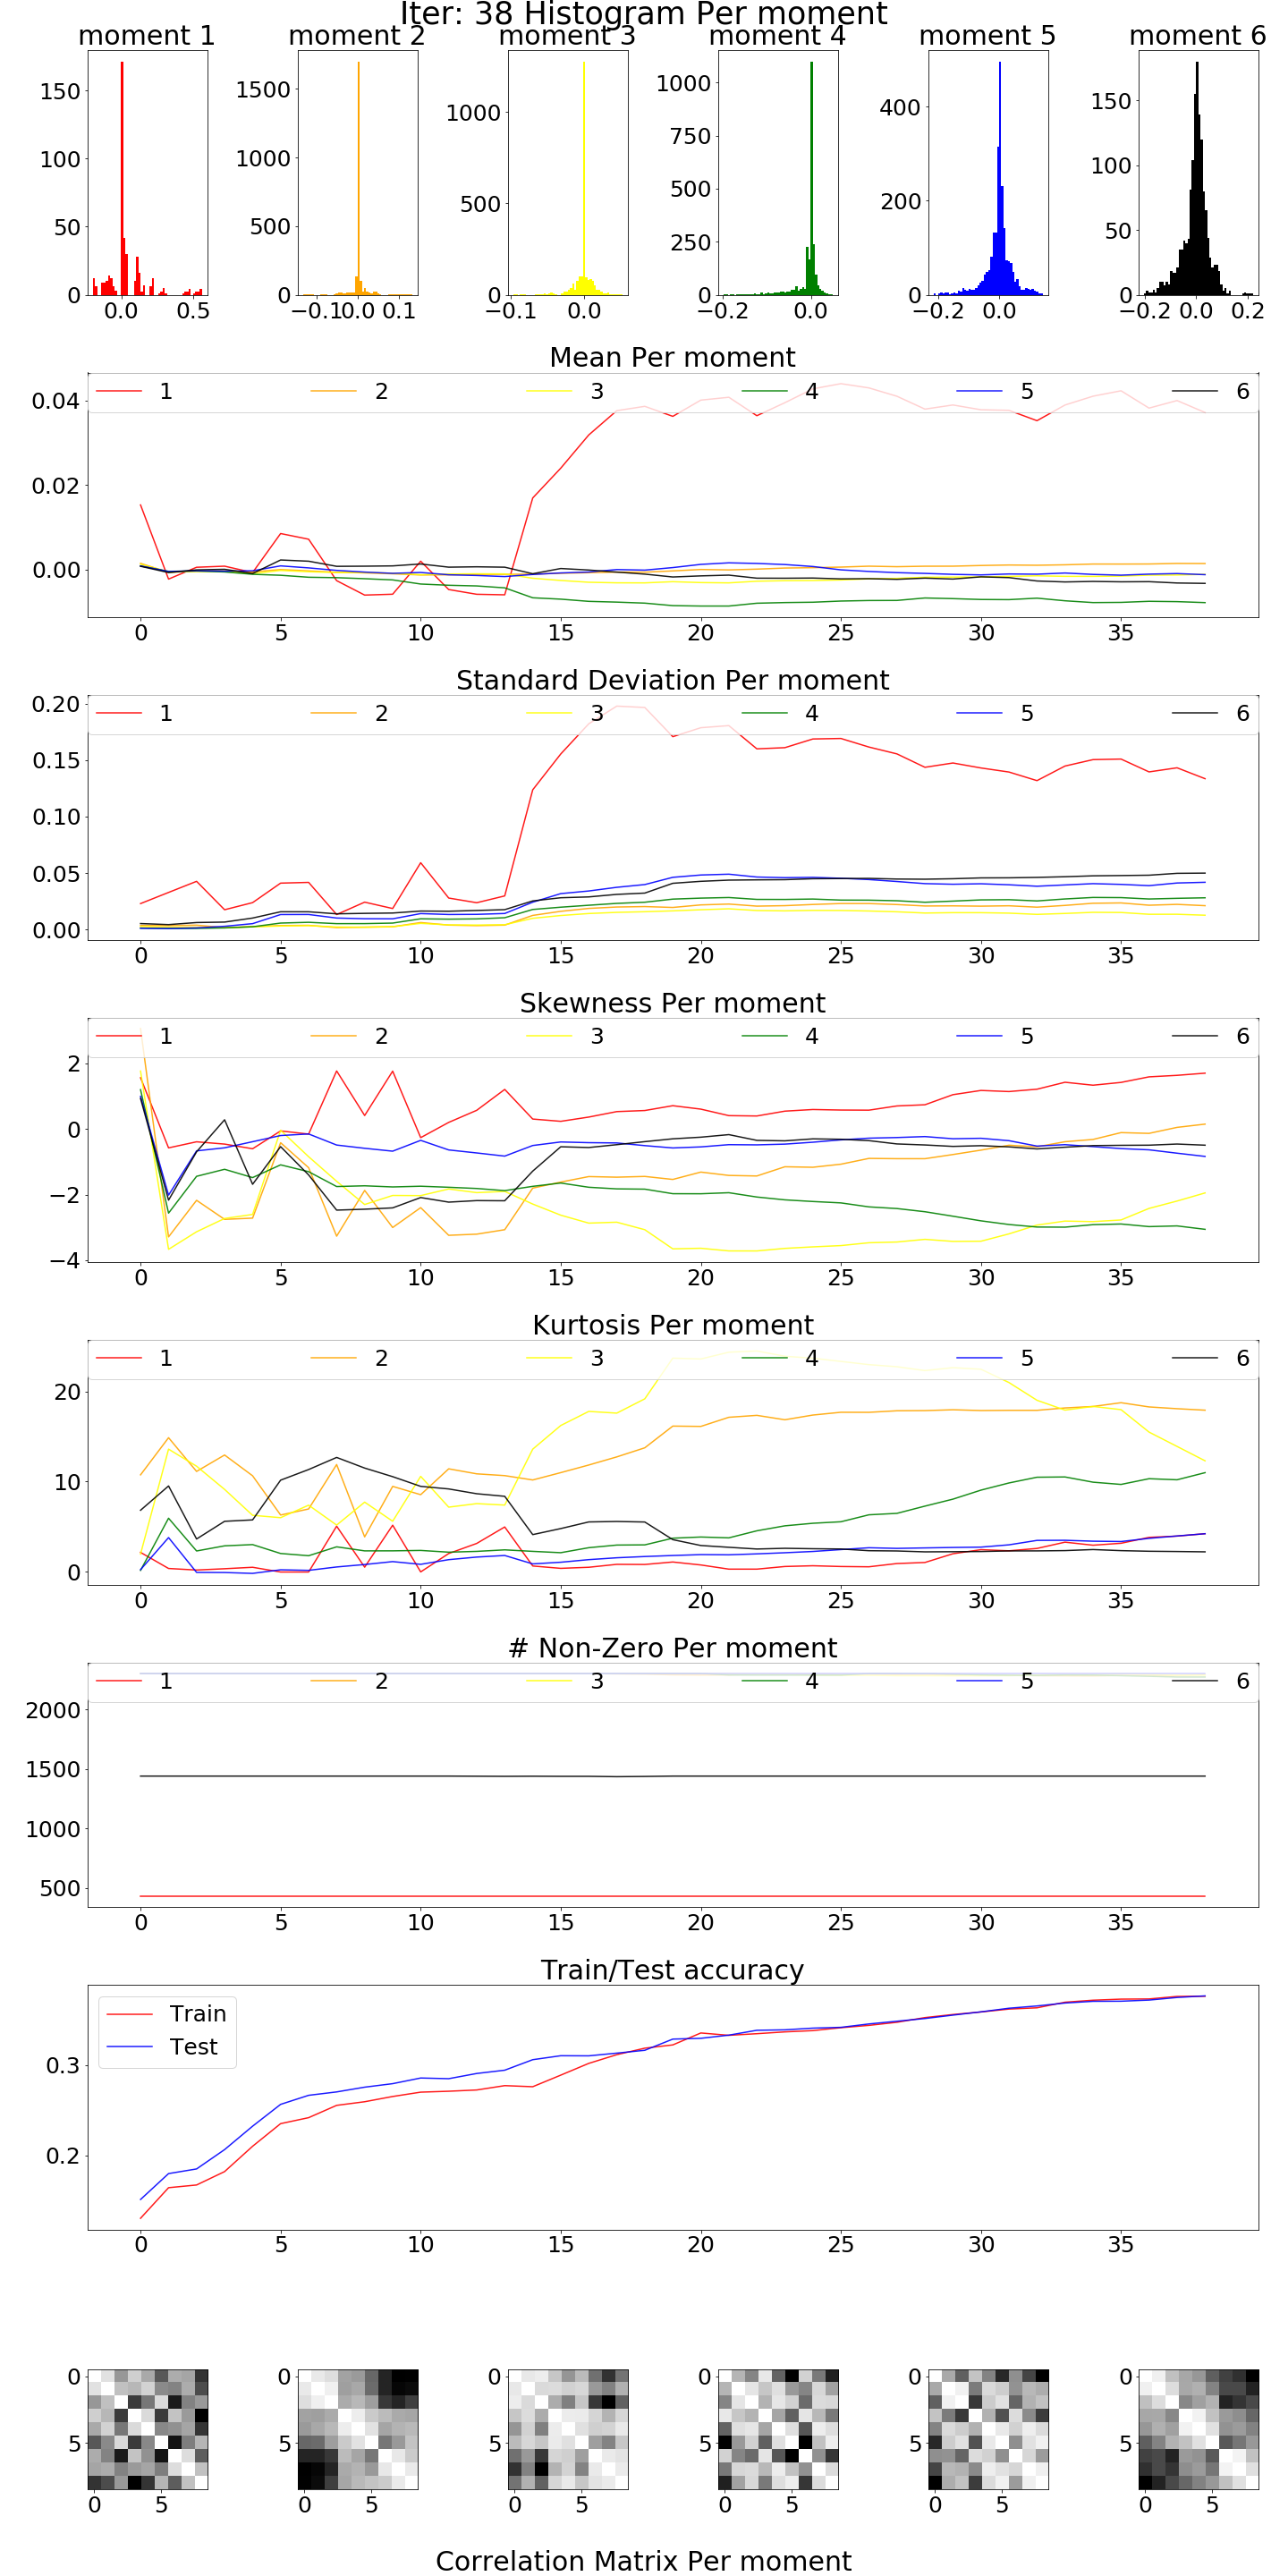 Iter: 38 Histogram Per moment
moment 1 moment 2 moment 3 moment 4 moment 5 moment 6
150 100 50 0
0.0 0.5
1500 1000 500 0
−0.1 0.0 0.1
1000 500 0
−0.1 0.0
1000 750 500 250 0
−0.2 0.0
400 200 0
−0.2 0.0
150 100 50 0
−0.2 0.0 0.2
Mean Per moment
1 2 3 4 5 6
0.04
0.02
0.00
0 5 10 15 20 25 30 35
Standard Deviation Per moment
0.20
1 2 3 4 5 6
0.15
0.10
0.05
0.00
0 5 10 15 20 25 30 35
Skewness Per moment
1 2 3 4 5 6
2
0
−2
−4
0 5 10 15 20 25 30 35
Kurtosis Per moment
1 2 3 4 5 6
20
10
0
0 5 10 15 20 25 30 35
# Non-Zero Per moment
1 2 3 4 5 6
2000
1500
1000
500
0 5 10 15 20 25 30 35
Train/Test accuracy
Train
Test
0.3
0.2
0 5 10 15 20 25 30 35
0 0 0 0 0 0
5 5 5 5 5 5
0 5 0 5 0 5 0 5 0 5 0 5
Correlation Matrix Per moment